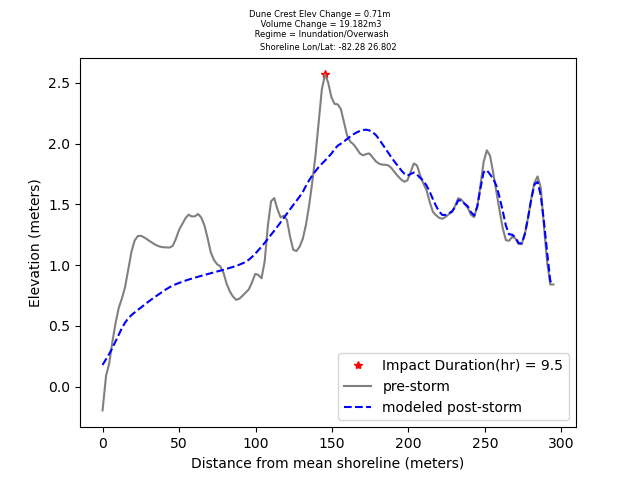 Dune Crest Elev Change = 0.71m
Volume Change = 19.182m3
Regime = Inundation/Overwash
Shoreline Lon/Lat: -82.28 26.802
2.5
2.0
1.5
1.0
0.5
0.0
Elevation (meters)
Impact Duration(hr) = 9.5
pre-storm
modeled post-storm
0 50 100 150 200 250 300
Distance from mean shoreline (meters)